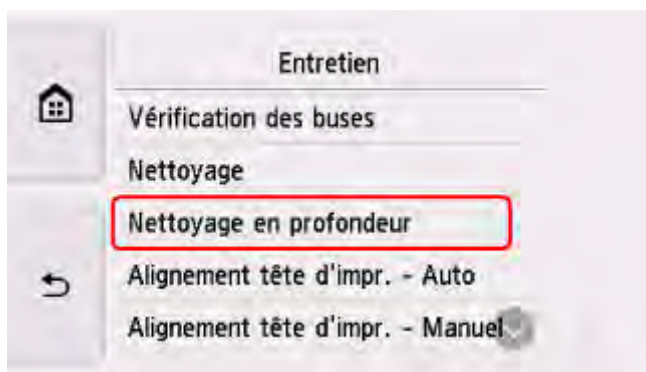 Entretien
Vérification des buses
Nettoyage
Nettoyage en profondeur
Alignement tête d'impr. - Auto
Alignement tête d'impr. - Manuel